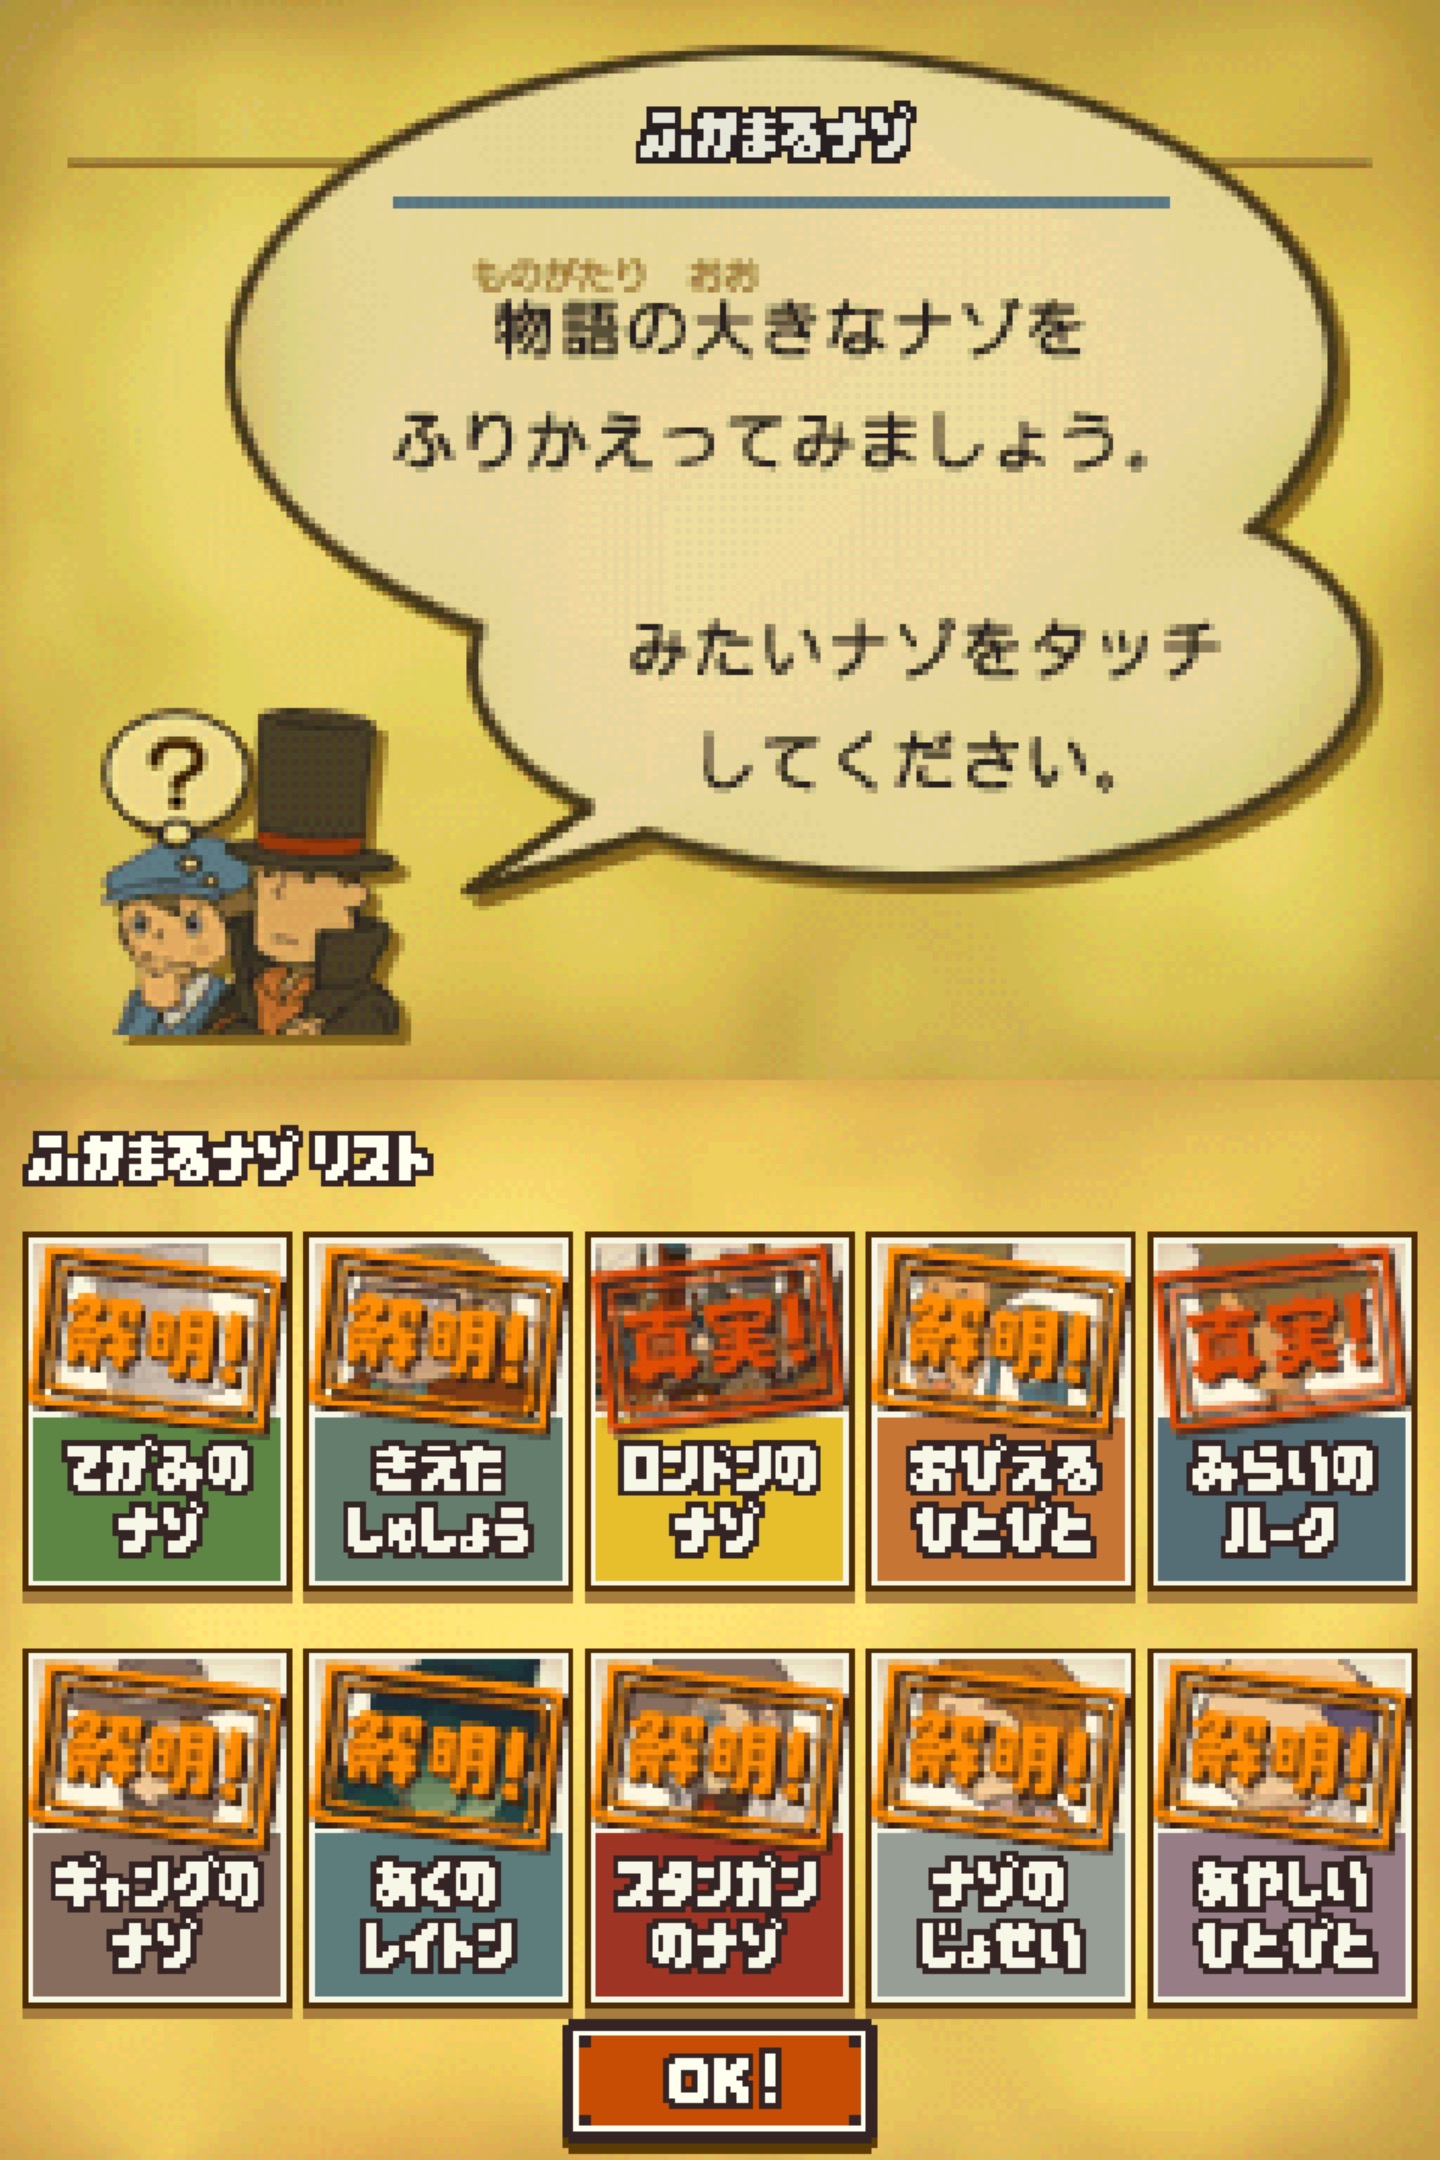 ふかまるナゾ
ものがたり おお
物語の大きなナゾを
ふりかえってみましょう。
みたいナゾをタッチ
してください。
?
ふかまるナゾ リスト
解明!
解明!
真実!
解明!
真実!
てがみの
ナゾ
きえた
しゅしょう
ロンドンの
ナゾ
おびえる
ひとびと
みらいの
ルーク
解明!
解明!
解明!
解明!
解明!
ギャングの
ナゾ
あくの
レイトン
スタンガン
のナゾ
ナゾの
じょせい
あやしい
ひとびと
OK!